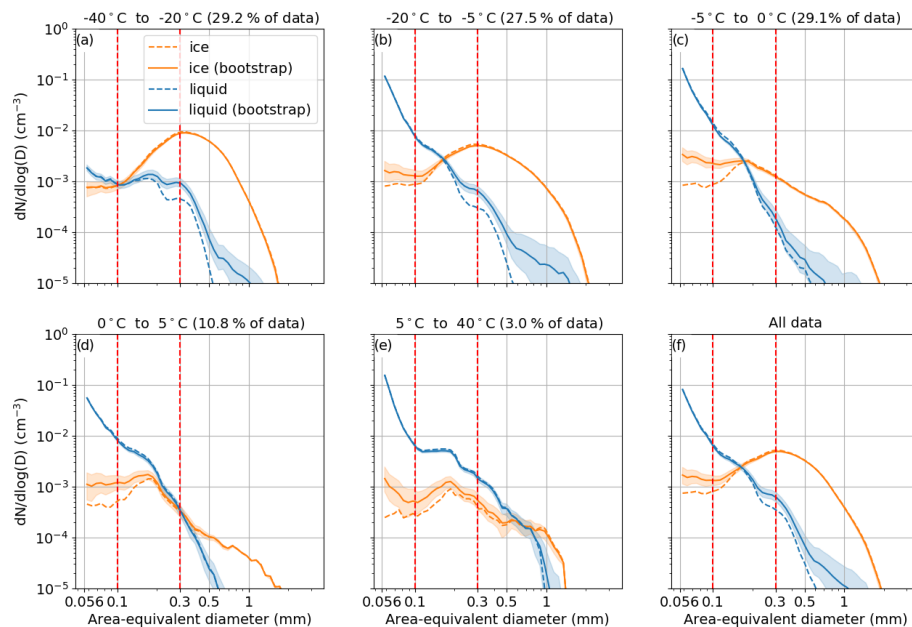 -40°C to -20°C (29.2 % of data)
-20°C to -5°C (27.5 % of data)
-5°C to 0°C (29.1% of data)
(a)
(b)
(c)
ice
ice (bootstrap)
liquid
liquid (bootstrap)
dN/dlog(D) (cm⁻³)
10⁰
10⁻¹
10⁻²
10⁻³
10⁻⁴
10⁻⁵
0°C to 5°C (10.8 % of data)
5°C to 40°C (3.0 % of data)
All data
(d)
(e)
(f)
dN/dlog(D) (cm⁻³)
10⁰
10⁻¹
10⁻²
10⁻³
10⁻⁴
10⁻⁵
0.056 0.1 0.3 0.5 1
0.056 0.1 0.3 0.5 1
0.056 0.1 0.3 0.5 1
Area-equivalent diameter (mm)
Area-equivalent diameter (mm)
Area-equivalent diameter (mm)